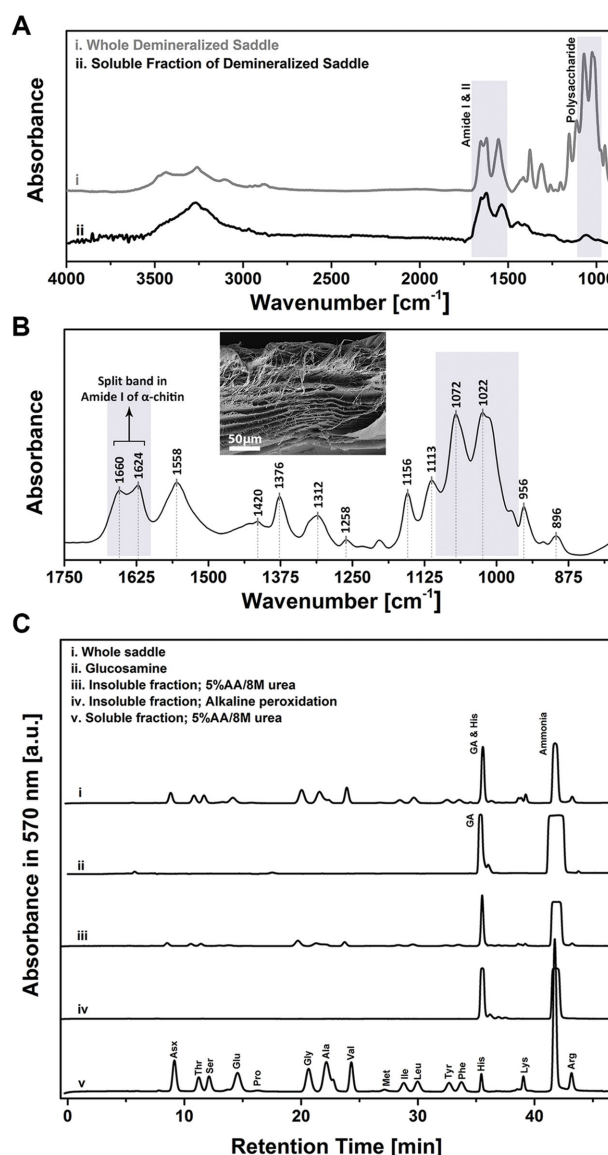 A
i. Whole Demineralized Saddle
ii. Soluble Fraction of Demineralized Saddle
Amide I & II
Polysaccharide
Absorbance
i
ii
4000 3500 3000 2500 2000 1500 1000
Wavenumber [cm-1]
B
Split band in
Amide I of α-chitin
50µm
1660
1624
1558
1420
1376
1312
1258
1156
1113
1072
1022
956
896
Absorbance
1750 1625 1500 1375 1250 1125 1000 875
Wavenumber [cm-1]
C
i. Whole saddle
ii. Glucosamine
iii. Insoluble fraction; 5%AA/8M urea
iv. Insoluble fraction; Alkaline peroxidation
v. Soluble fraction; 5%AA/8M urea
Absorbance in 570 nm [a.u.]
GA & His
Ammonia
i
GA
ii
iii
iv
v
Asx
Thr
Ser
Glu
Pro
Gly
Ala
Val
Met
Ile
Leu
Tyr
Phe
His
Lys
Arg
0 10 20 30 40
Retention Time [min]